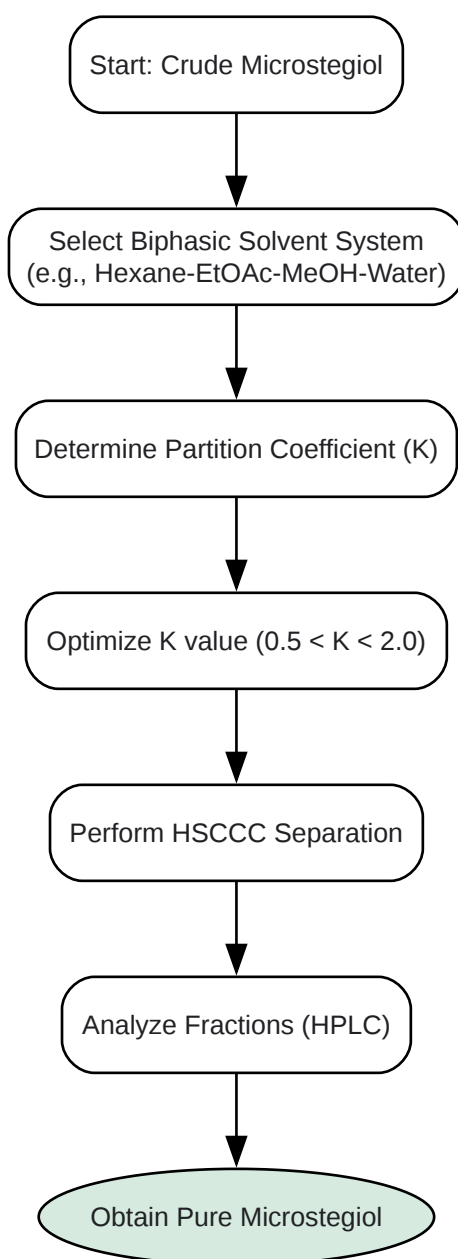 Start: Crude Microstegiol
Select Biphasic Solvent System
(e.g., Hexane-EtOAc-MeOH-Water)
Determine Partition Coefficient (K)
Optimize K value (0.5 < K < 2.0)
Perform HSCCC Separation
Analyze Fractions (HPLC)
Obtain Pure Microstegiol